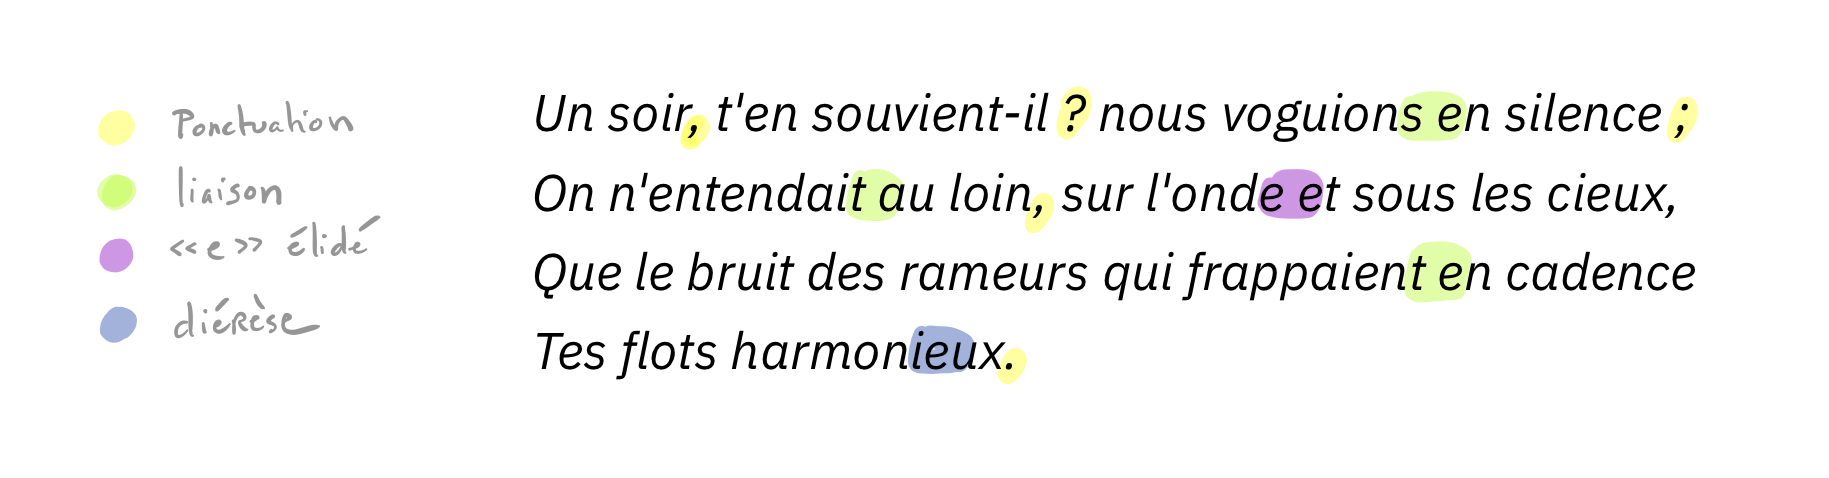 Ponctuation
liaison
<< e >> élidé
diérèse
Un soir, t'en souvient-il ? nous voguions en silence ;
On n'entendait au loin, sur l'onde et sous les cieux,
Que le bruit des rameurs qui frappaient en cadence
Tes flots harmonieux.